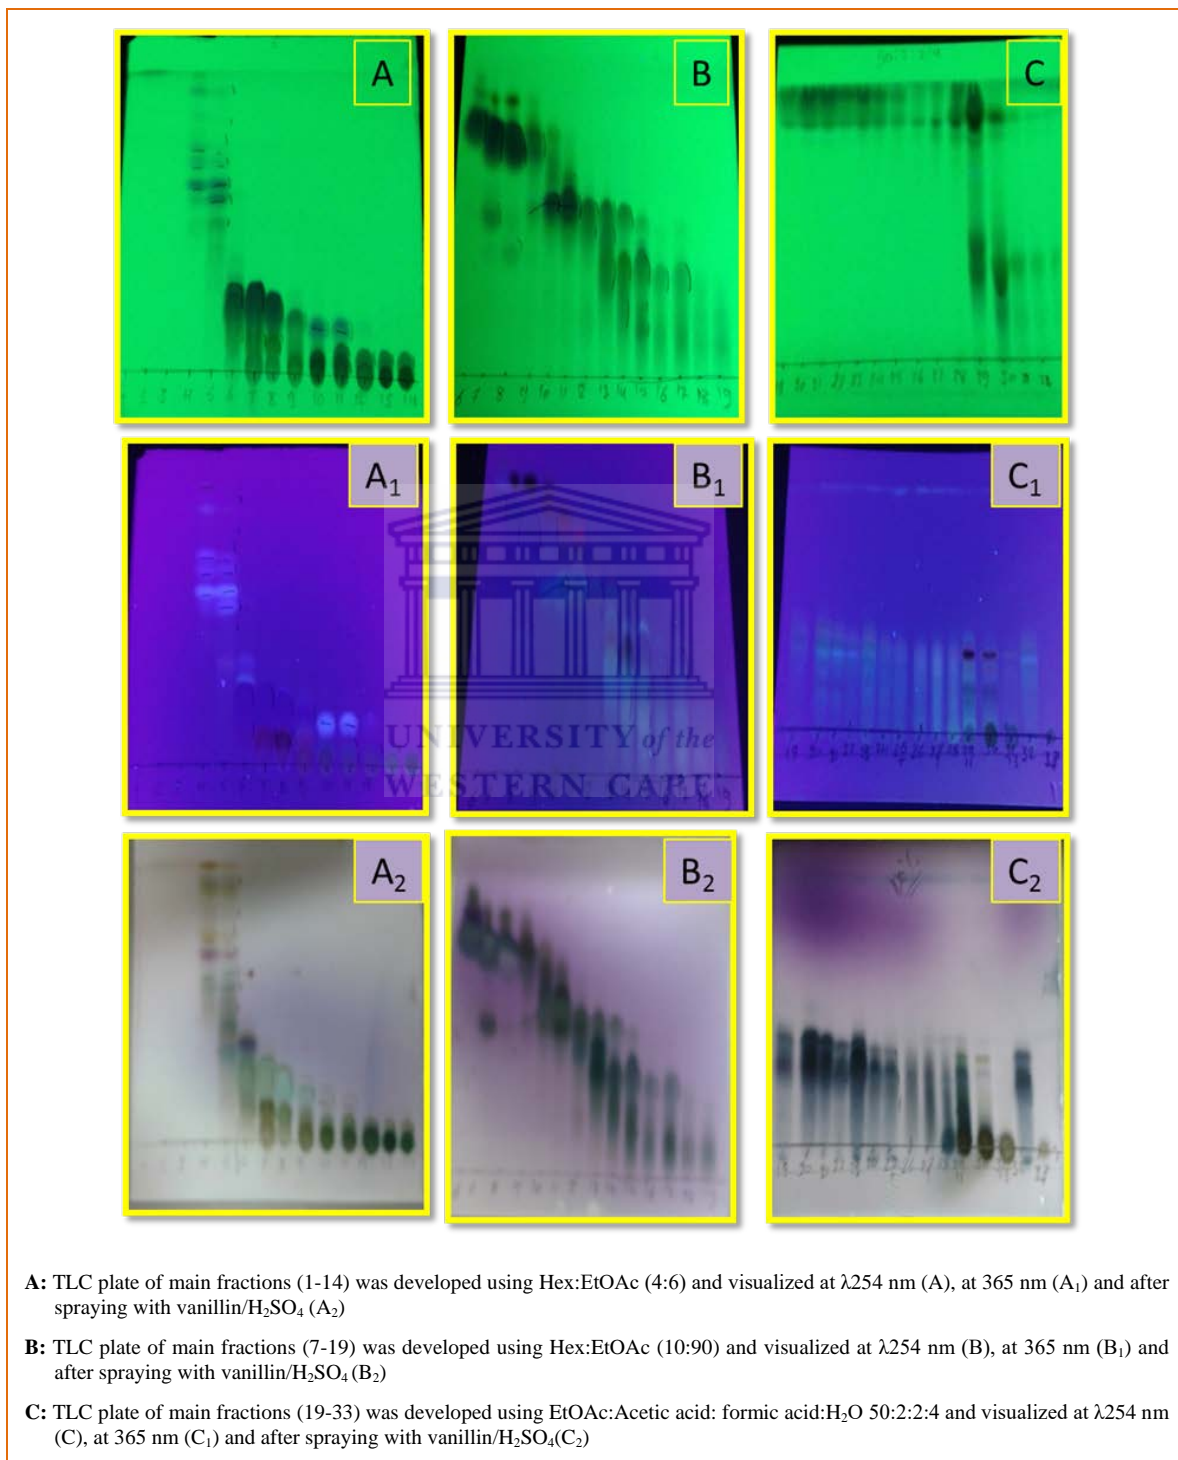 A
B
C
A₁
B₁
C₁
UNIVERSITY of the
WESTERN CAPE
A₂
B₂
C₂
A: TLC plate of main fractions (1-14) was developed using Hex:EtOAc (4:6) and visualized at λ254 nm (A), at 365 nm (A₁) and after
spraying with vanillin/H₂SO₄ (A₂)
B: TLC plate of main fractions (7-19) was developed using Hex:EtOAc (10:90) and visualized at λ254 nm (B), at 365 nm (B₁) and
after spraying with vanillin/H₂SO₄ (B₂)
C: TLC plate of main fractions (19-33) was developed using EtOAc:Acetic acid: formic acid:H₂O 50:2:2:4 and visualized at λ254 nm
(C), at 365 nm (C₁) and after spraying with vanillin/H₂SO₄(C₂)